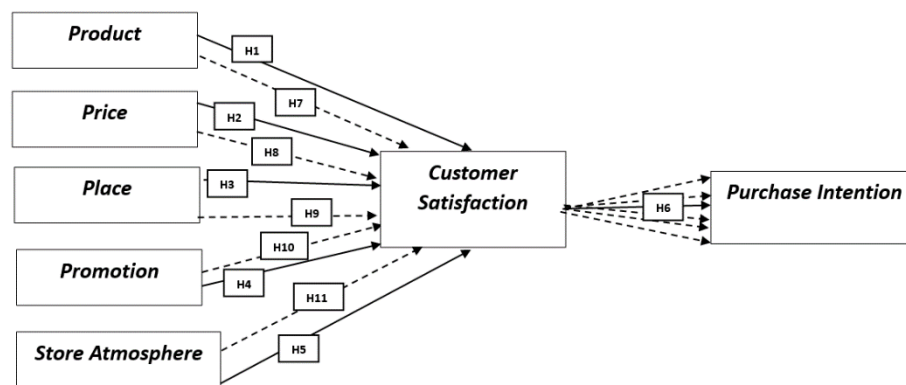 Product
H1
H7
Price
H2
H8
Place
H3
H9
Customer
Satisfaction
H6
Purchase Intention
Promotion
H10
H4
Store Atmosphere
H11
H5